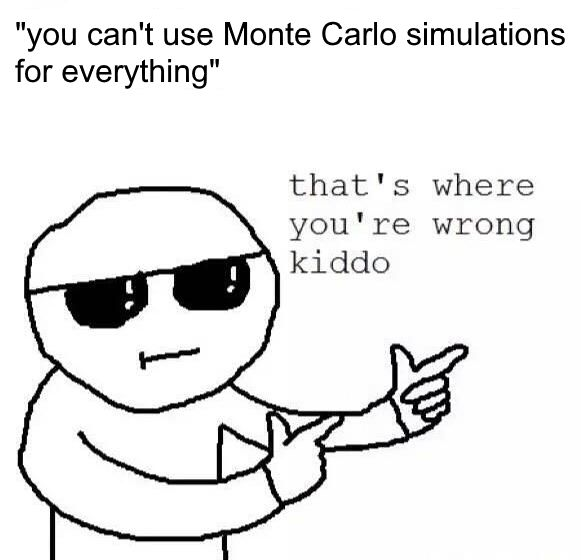 "you can't use Monte Carlo simulations
for everything"
that's where
you're wrong
kiddo